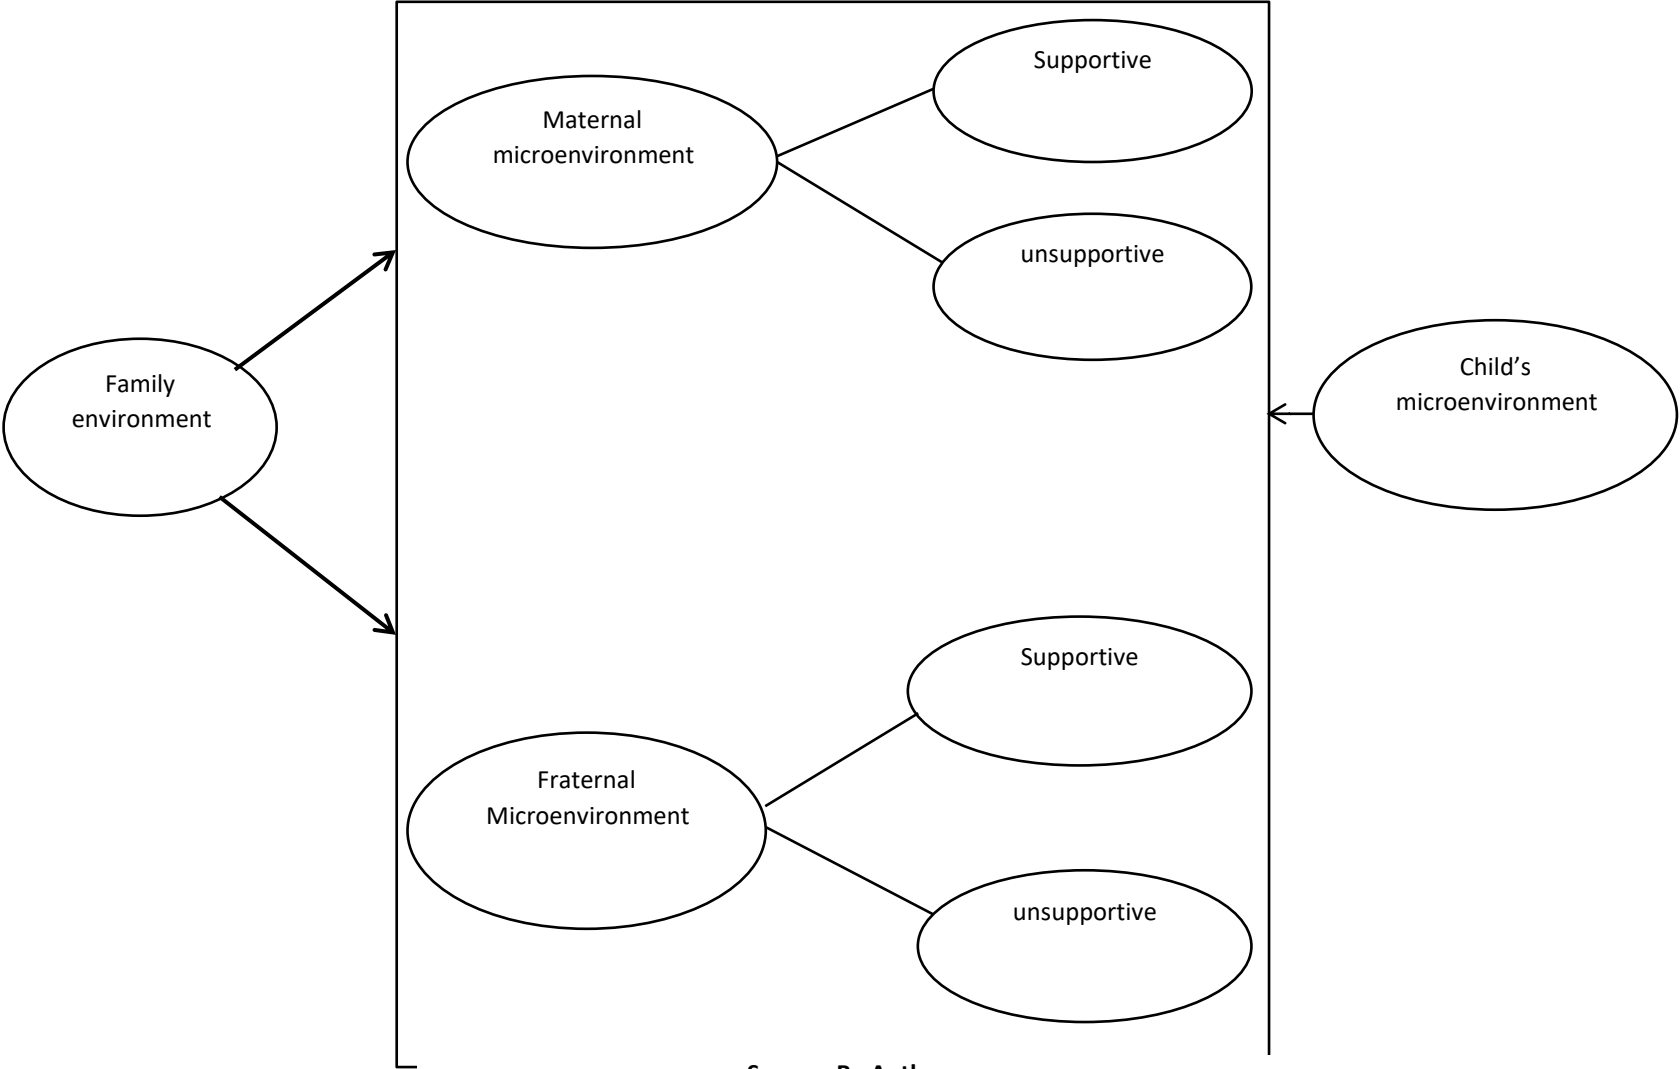 Supportive
Maternal
microenvironment
unsupportive
Family
environment
Child's
microenvironment
Supportive
Fraternal
Microenvironment
unsupportive